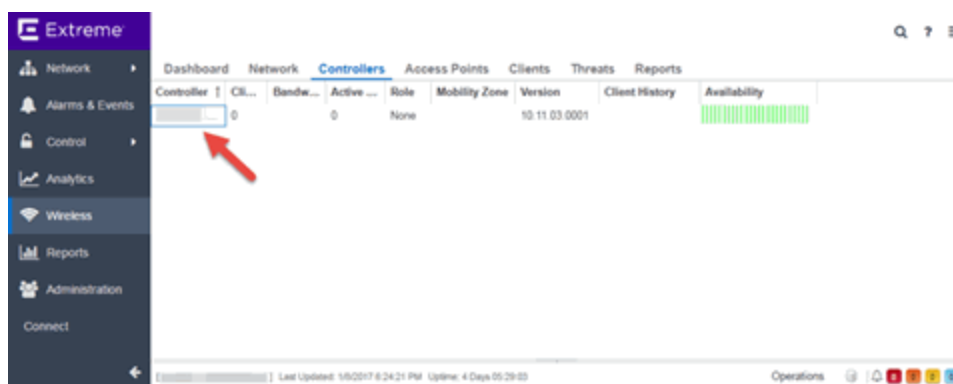 Extreme
Network
Alarms & Events
Control
Analytics
Wireless
Reports
Administration
Connect
Dashboard Network Controllers Access Points Clients Threats Reports
Controller Cli... Bandw... Active ... Role Mobility Zone Version Client History Availability
0 0 None 10.11.03.0001
Last Updated: 1/6/2017 6:24:21 PM Uptime: 4 Days 05:29:03
Operations